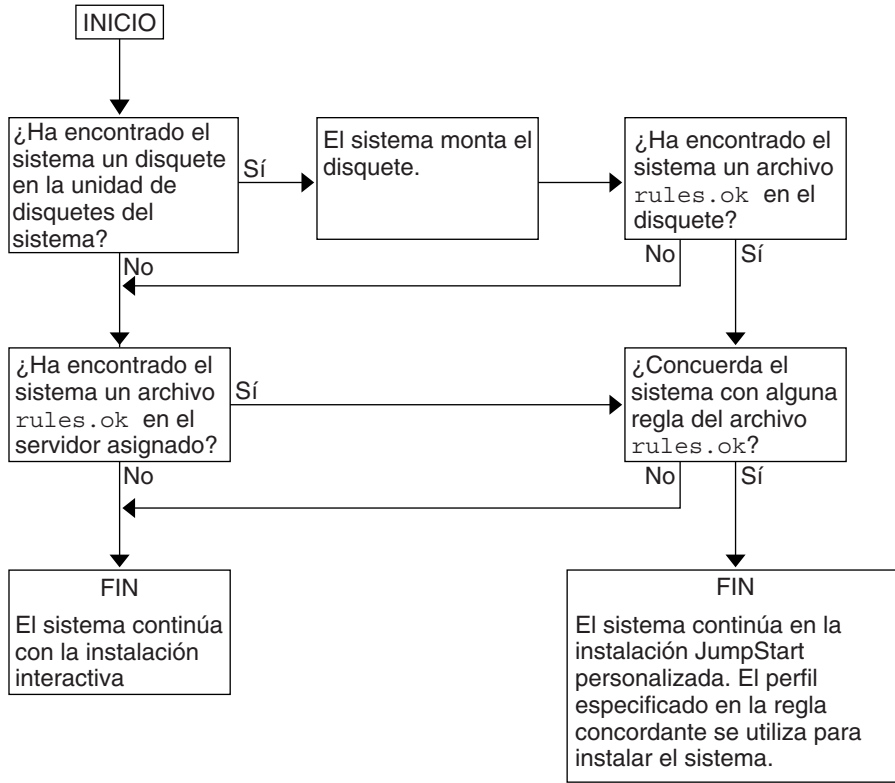 INICIO
¿Ha encontrado el
sistema un disquete
en la unidad de
disquetes del
sistema?
Sí
El sistema monta el
disquete.
¿Ha encontrado el
sistema un archivo
rules.ok en el
disquete?
No
No
Sí
¿Ha encontrado el
sistema un archivo
rules.ok en el
servidor asignado?
Sí
¿Concuerda el
sistema con alguna
regla del archivo
rules.ok?
No
No
Sí
FIN
El sistema continúa
con la instalación
interactiva
FIN
El sistema continúa en la
instalación JumpStart
personalizada. El perfil
especificado en la regla
concordante se utiliza para
instalar el sistema.